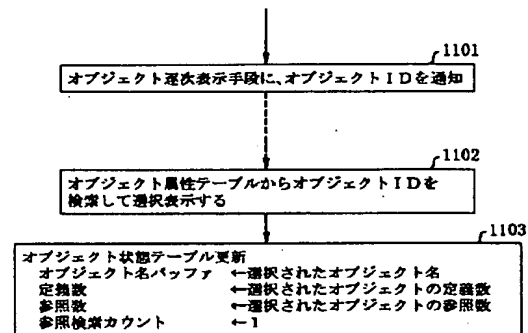 1101
オブジェクト逐次表示手段に、オブジェクトIDを通知
1102
オブジェクト属性テーブルからオブジェクトIDを
検索して選択表示する
1103
オブジェクト状態テーブル更新
オブジェクト名バッファ ←選択されたオブジェクト名
定義数 ←選択されたオブジェクトの定義数
参照数 ←選択されたオブジェクトの参照数
参照検索カウント ←1